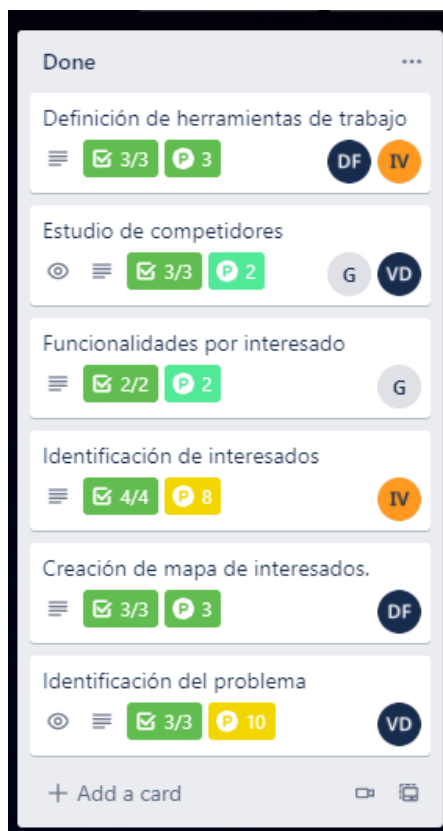 Done
Definición de herramientas de trabajo
3/3 P 3 DF IV
Estudio de competidores
3/3 P 2 G VD
Funcionalidades por interesado
2/2 P 2 G
Identificación de interesados
4/4 P 8 IV
Creación de mapa de interesados.
3/3 P 3 DF
Identificación del problema
3/3 P 10 VD
+ Add a card